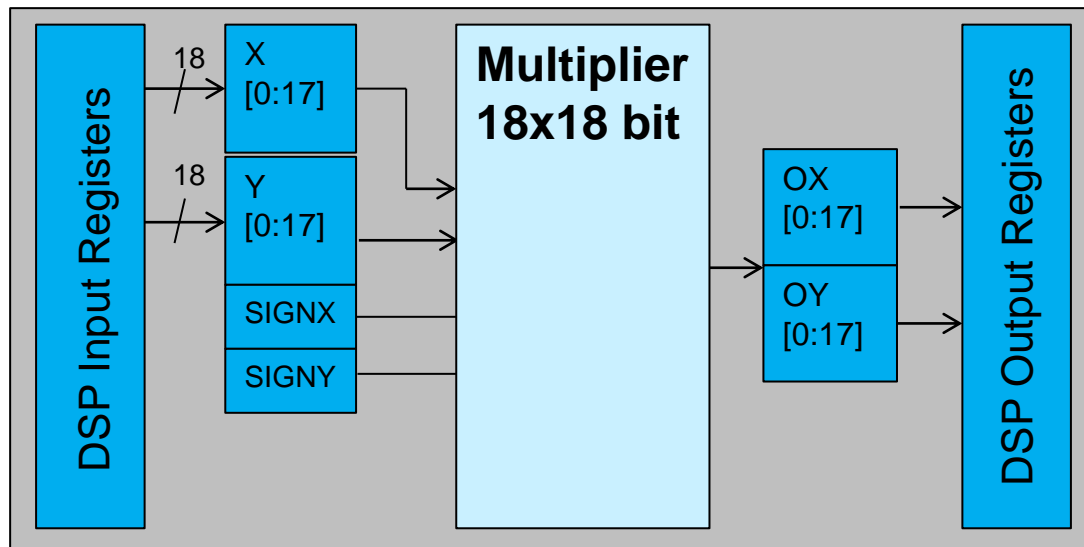 DSP Input Registers
18
X
[0:17]
18
Y
[0:17]
SIGNX
SIGNY
Multiplier
18x18 bit
OX
[0:17]
OY
[0:17]
DSP Output Registers